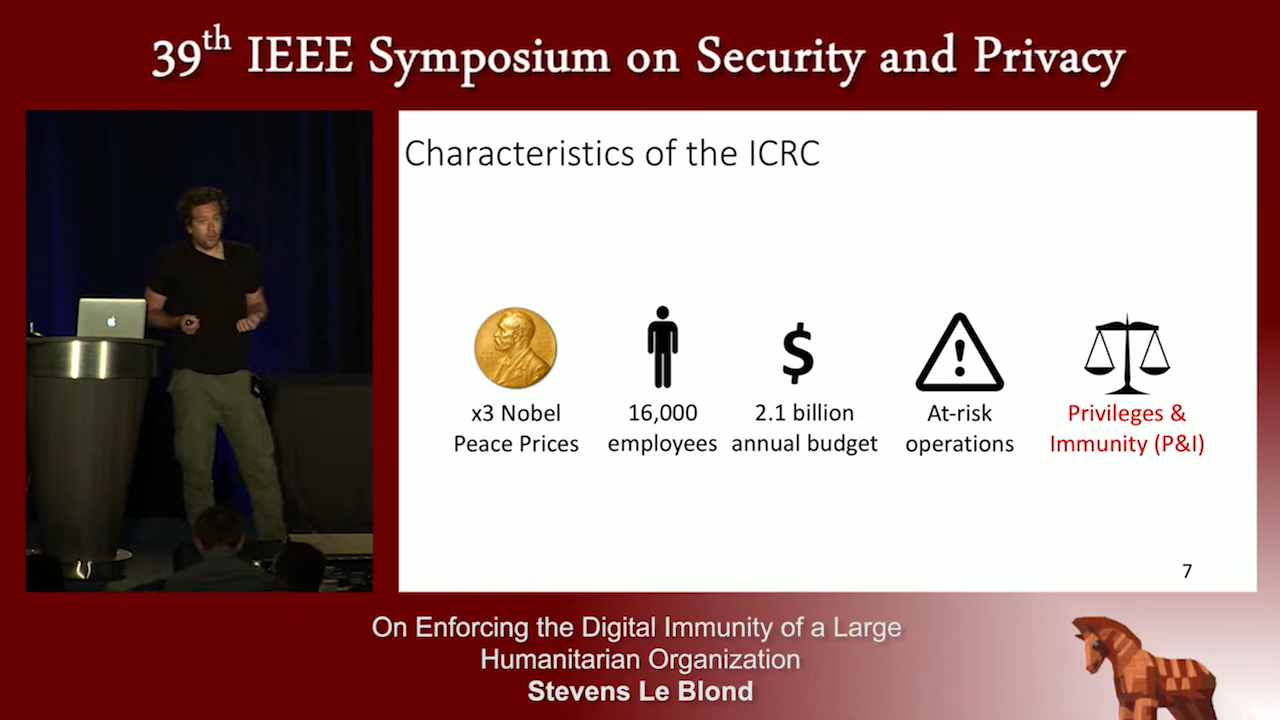 39th IEEE Symposium on Security and Privacy
Characteristics of the ICRC
x3 Nobel
Peace Prices
16,000
employees
$
2.1 billion
annual budget
!
At-risk
operations
Privileges &
Immunity (P&I)
7
On Enforcing the Digital Immunity of a Large
Humanitarian Organization
Stevens Le Blond